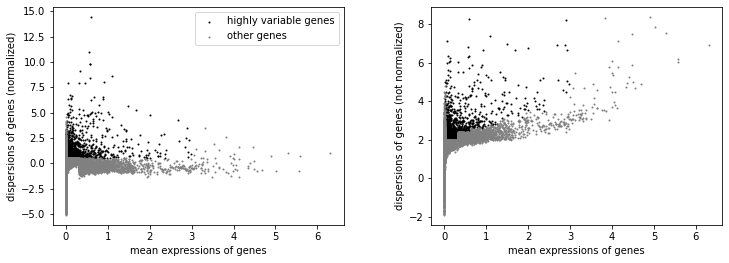 dispersions of genes (normalized)
15.0
12.5
10.0
7.5
5.0
2.5
0.0
−2.5
−5.0
0 1 2 3 4 5 6
mean expressions of genes
highly variable genes
other genes
dispersions of genes (not normalized)
8
6
4
2
0
−2
0 1 2 3 4 5 6
mean expressions of genes